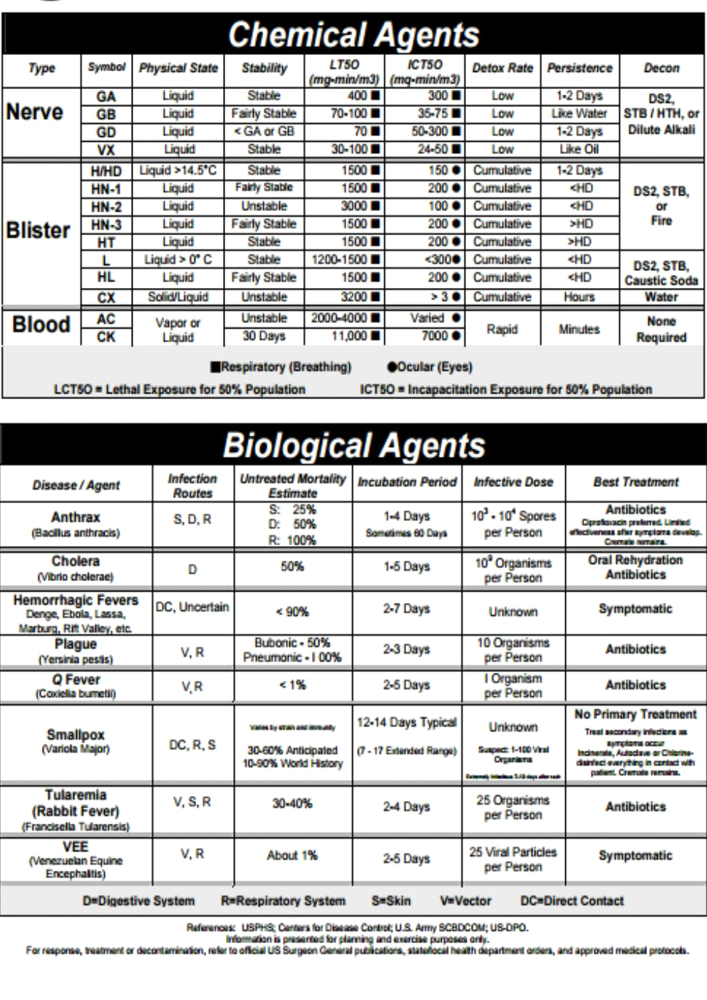 Chemical Agents
Type Symbol Physical State Stability LT5O (mg-min/m3) ICT5O (mq-min/m3) Detox Rate Persistence Decon
Nerve
GA Liquid Stable 400 ■ 300 ■ Low 1-2 Days
GB Liquid Fairly Stable 70-100 ■ 35-75 ■ Low Like Water
GD Liquid < GA or GB 70 ■ 50-300 ■ Low 1-2 Days
VX Liquid Stable 30-100 ■ 24-50 ■ Low Like Oil
DS2,
STB / HTH, or
Dilute Alkali
Blister
H/HD Liquid >14.5°C Stable 1500 ■ 150 ● Cumulative 1-2 Days
HN-1 Liquid Fairly Stable 1500 ■ 200 ● Cumulative <HD
HN-2 Liquid Unstable 3000 ■ 100 ● Cumulative <HD
HN-3 Liquid Fairly Stable 1500 ■ 200 ● Cumulative >HD
HT Liquid Stable 1500 ■ 200 ● Cumulative >HD
DS2, STB,
or
Fire
L Liquid > 0° C Stable 1200-1500 ■ <300● Cumulative <HD
HL Liquid Fairly Stable 1500 ■ 200 ● Cumulative <HD
DS2, STB,
Caustic Soda
CX Solid/Liquid Unstable 3200 ■ > 3 ● Cumulative Hours Water
Blood
AC Unstable 2000-4000 ■ Varied ●
CK 30 Days 11,000 ■ 7000 ●
Vapor or
Liquid
Rapid
Minutes
None
Required
■Respiratory (Breathing) ●Ocular (Eyes)
LCT5O = Lethal Exposure for 50% Population ICT5O = Incapacitation Exposure for 50% Population
Biological Agents
Disease / Agent Infection Routes Untreated Mortality Estimate Incubation Period Infective Dose Best Treatment
Anthrax
(Bacillus anthracis)
S, D, R
S: 25%
D: 50%
R: 100%
1-4 Days
Sometimes 60 Days
10³ - 10⁴ Spores
per Person
Antibiotics
Ciprofloxacin preferred. Limited
effectiveness after symptoms develop.
Cremate remains.
Cholera
(Vibrio cholerae)
D
50%
1-5 Days
10⁹ Organisms
per Person
Oral Rehydration
Antibiotics
Hemorrhagic Fevers
Denge, Ebola, Lassa,
Marburg, Rift Valley, etc.
DC, Uncertain
< 90%
2-7 Days
Unknown
Symptomatic
Plague
(Yersinia pestis)
V, R
Bubonic - 50%
Pneumonic - I 00%
2-3 Days
10 Organisms
per Person
Antibiotics
Q Fever
(Coxiella burnetii)
V, R
< 1%
2-5 Days
I Organism
per Person
Antibiotics
Smallpox
(Variola Major)
DC, R, S
Varies by strain and immunity
30-60% Anticipated
10-90% World History
12-14 Days Typical
(7 - 17 Extended Range)
Unknown
Suspect: 1-100 Viral
Organisms
No Primary Treatment
Treat secondary infections as
symptoms occur
Incinerate, Autoclave or Chlorine-
disinfect everything in contact with
patient. Cremate remains.
Tularemia
(Rabbit Fever)
(Francisella Tularensis)
V, S, R
30-40%
2-4 Days
25 Organisms
per Person
Antibiotics
VEE
(Venezuelan Equine
Encephalitis)
V, R
About 1%
2-5 Days
25 Viral Particles
per Person
Symptomatic
D=Digestive System R=Respiratory System S=Skin V=Vector DC=Direct Contact
References: USPHS; Centers for Disease Control; U.S. Army SCBDCOM; US-DPO.
Information is presented for planning and exercise purposes only.
For response, treatment or decontamination, refer to official US Surgeon General publications, state/local health department orders, and approved medical protocols.